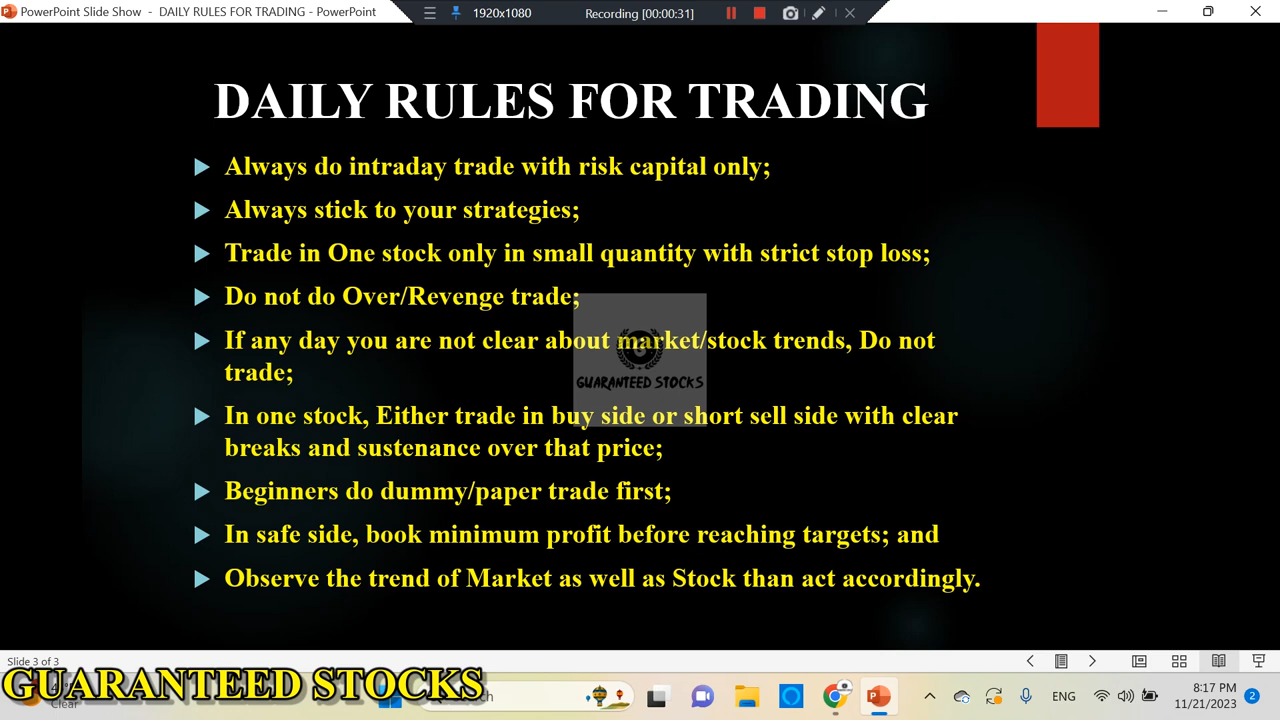 PowerPoint Slide Show - DAILY RULES FOR TRADING - PowerPoint
1920x1080
Recording [00:00:31]
DAILY RULES FOR TRADING
Always do intraday trade with risk capital only;
Always stick to your strategies;
Trade in One stock only in small quantity with strict stop loss;
Do not do Over/Revenge trade;
If any day you are not clear about market/stock trends, Do not
trade;
GUARANTEED STOCKS
In one stock, Either trade in buy side or short sell side with clear
breaks and sustenance over that price;
Beginners do dummy/paper trade first;
In safe side, book minimum profit before reaching targets; and
Observe the trend of Market as well as Stock than act accordingly.
Slide 3 of 3
GUARANTEED STOCKS
Clear
ENG
8:17 PM
11/21/2023
2